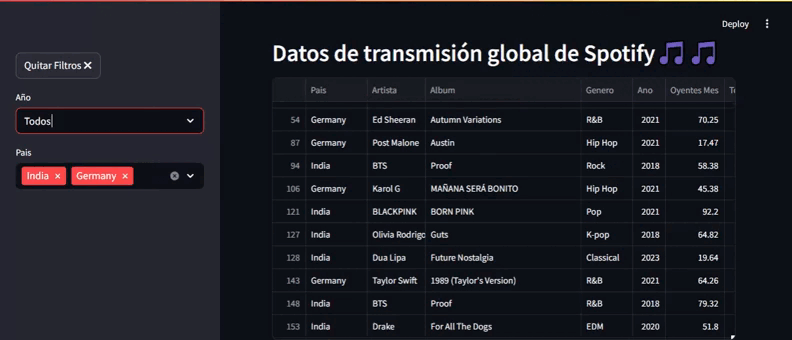 Deploy
Datos de transmisión global de Spotify
Quitar Filtros
Año
Todos
Pais
India Germany
Pais Artista Album Genero Ano Oyentes Mes
54 Germany Ed Sheeran Autumn Variations R&B 2021 70.25
87 Germany Post Malone Austin Hip Hop 2021 17.47
94 India BTS Proof Rock 2018 58.38
106 Germany Karol G MAÑANA SERÁ BONITO Hip Hop 2021 45.38
121 India BLACKPINK BORN PINK Pop 2021 92.2
127 India Olivia Rodrigo Guts K-pop 2018 64.82
128 India Dua Lipa Future Nostalgia Classical 2023 19.64
143 Germany Taylor Swift 1989 (Taylor's Version) R&B 2021 64.26
148 India BTS Proof R&B 2018 79.32
153 India Drake For All The Dogs EDM 2020 51.8